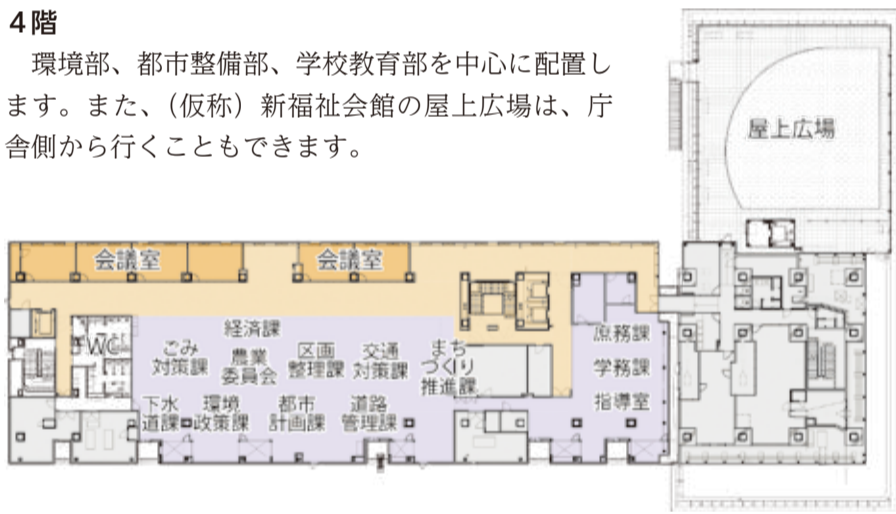 4階
環境部、都市整備部、学校教育部を中心に配置し
ます。また、（仮称）新福祉会館の屋上広場は、庁
舎側から行くこともできます。
屋上広場
会議室
会議室
WC
経済課
ごみ
対策課
農業
委員会
区画
整理課
交通
対策課
まち
づくり
推進課
下水
道課
環境
政策課
都市
計画課
道路
管理課
庶務課
学務課
指導室